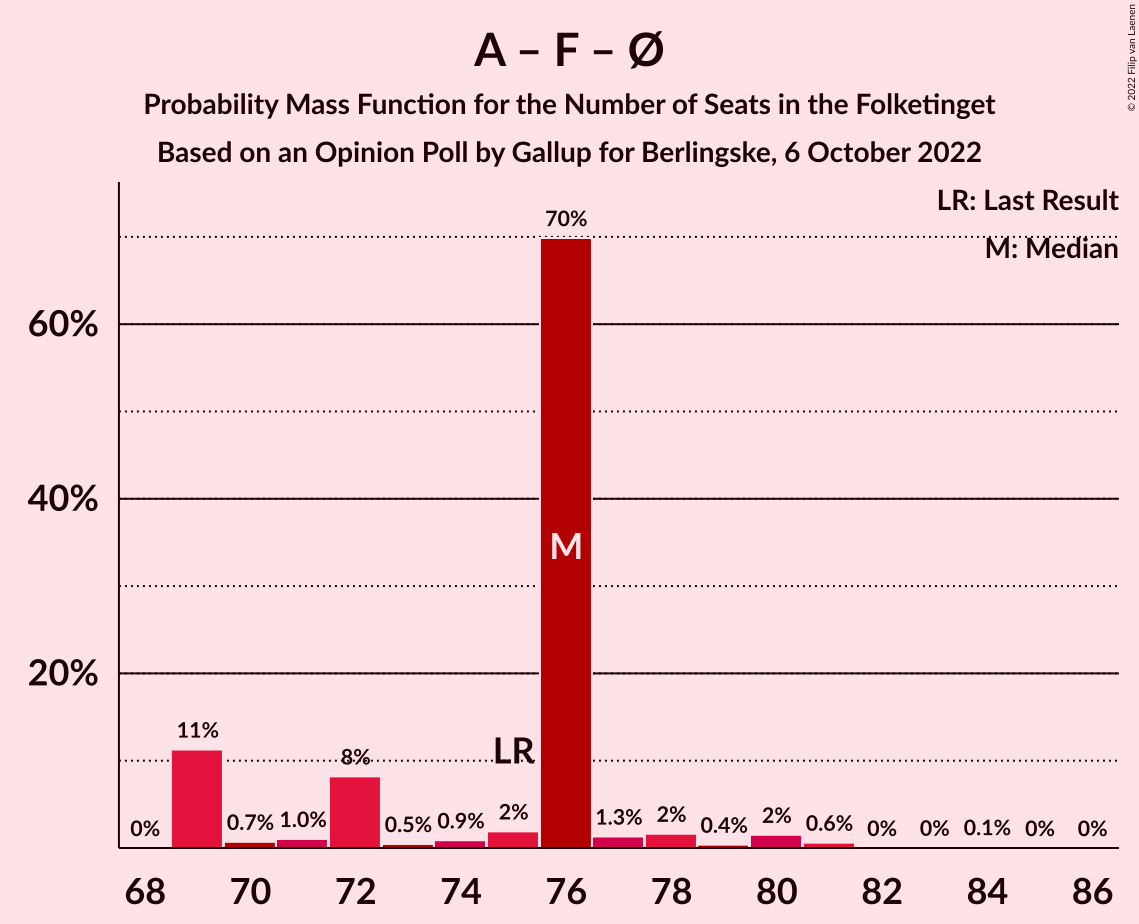 A – F – Ø
Probability Mass Function for the Number of Seats in the Folketinget
Based on an Opinion Poll by Gallup for Berlingske, 6 October 2022
© 2022 Filip van Laenen
LR: Last Result
M: Median
60%
40%
20%
0%
11%
0.7%
1.0%
8%
0.5%
0.9%
2%
LR
70%
M
1.3%
2%
0.4%
2%
0.6%
0%
0%
0.1%
0%
0%
68 70 72 74 76 78 80 82 84 86